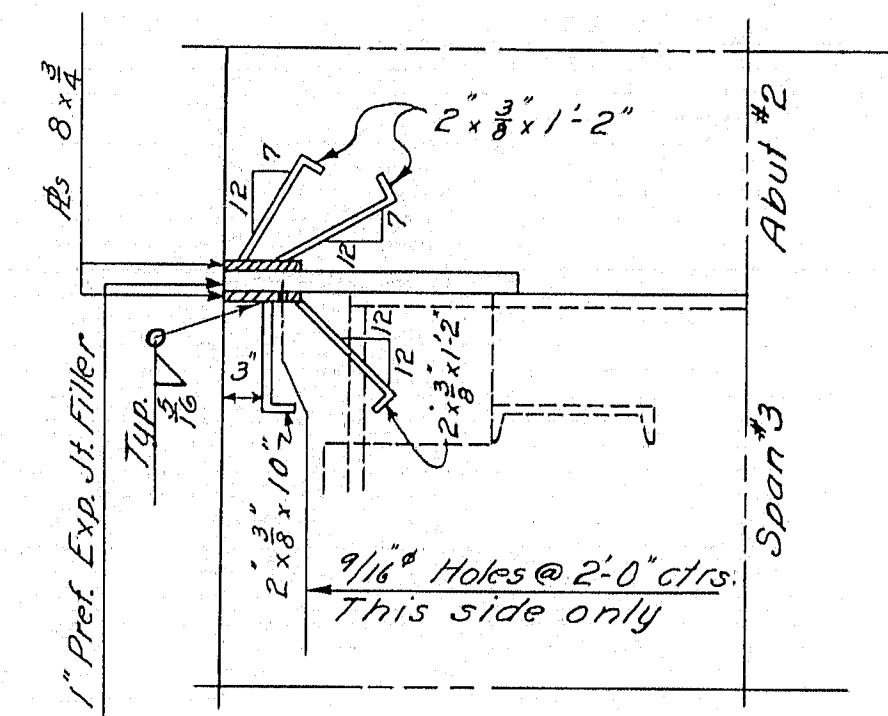 ℄s 8 x 3/4
2" x 3/8" x 1'-2"
Abut #2
7
12
7
12
1" Pref. Exp. Jt. Filler
Typ. 5/16
3"
12
12
2" x 3/8" x 1'-2"
2" x 3/8" x 10"
Span #3
9/16" ø Holes @ 2'-0" ctrs.
This side only